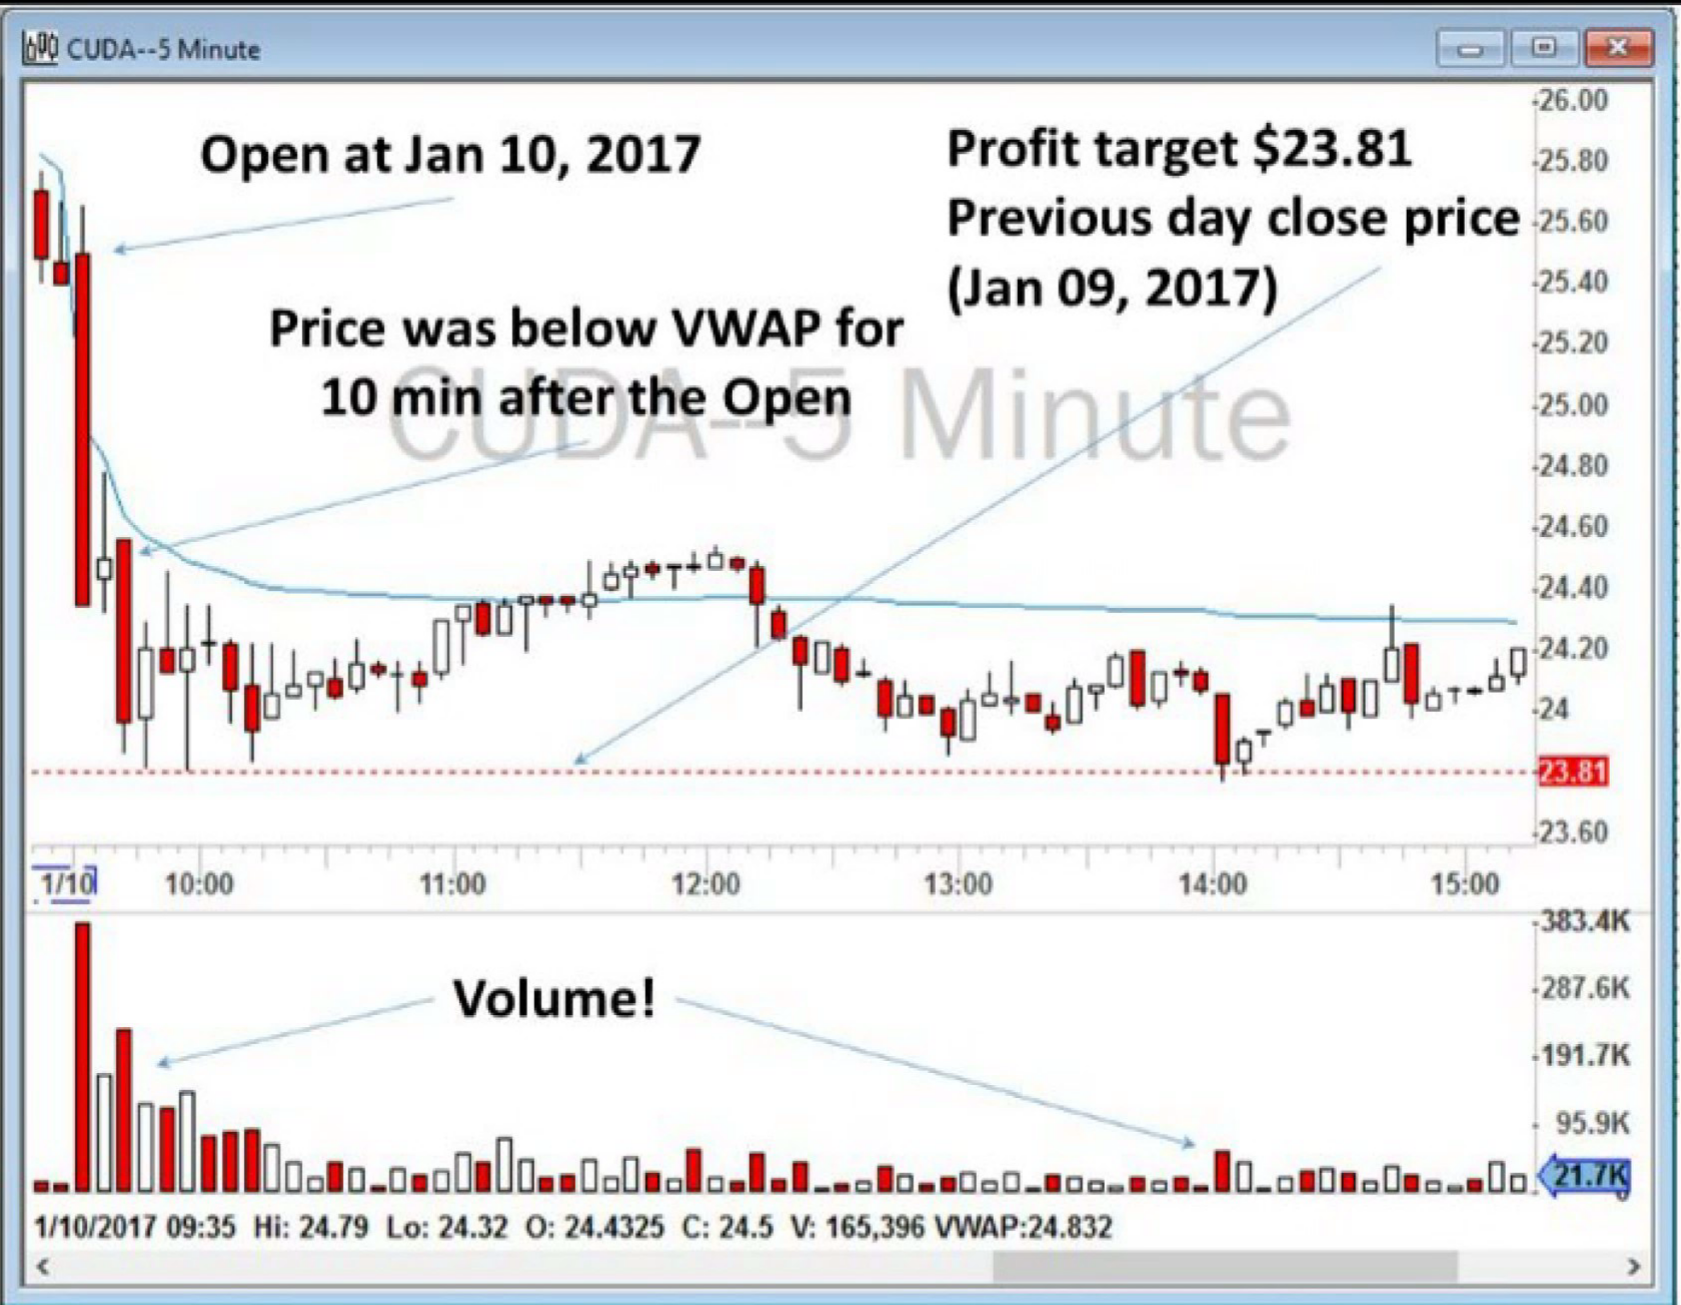 CUDA--5 Minute
26.00
Open at Jan 10, 2017
Profit target $23.81
25.80
Previous day close price
25.60
(Jan 09, 2017)
25.40
Price was below VWAP for
25.20
10 min after the Open
CUDA--5 Minute
25.00
24.80
24.60
24.40
24.20
24
23.81
23.60
1/10
10:00
11:00
12:00
13:00
14:00
15:00
383.4K
Volume!
287.6K
191.7K
95.9K
21.7K
0
1/10/2017 09:35 Hi: 24.79 Lo: 24.32 O: 24.4325 C: 24.5 V: 165,396 VWAP:24.832